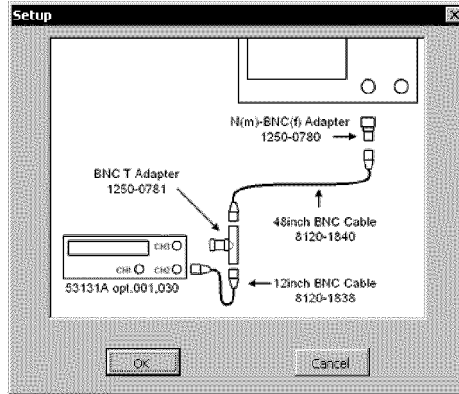 Setup
N(m)-BNC(f) Adapter
1250-0780
BNC T Adapter
1250-0781
48inch BNC Cable
8120-1840
CH3
CH1
CH2
53131A opt.001,030
12inch BNC Cable
8120-1838
OK
Cancel